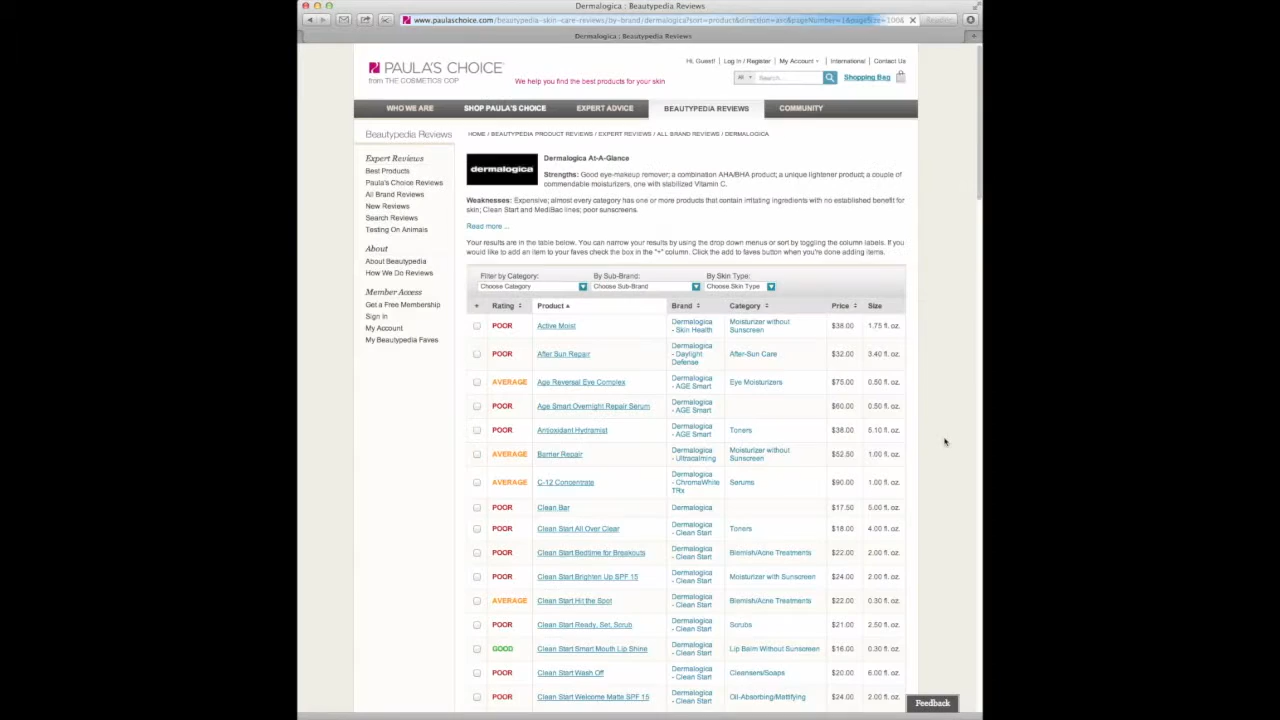 Dermalogica : Beautypedia Reviews
www.paulaschoice.com/beautypedia-skin-care-reviews/by-brand/dermalogica?sort=product&direction=asc&pageNumber=1&pageSize=100&
Dermalogica : Beautypedia Reviews
PAULA'S CHOICE
from THE COSMETICS COP
We help you find the best products for your skin
Hi, Guest! Log In / Register My Account International Contact Us
All Search... Shopping Bag
WHO WE ARE SHOP PAULA'S CHOICE EXPERT ADVICE BEAUTYPEDIA REVIEWS COMMUNITY
Beautypedia Reviews
Expert Reviews
Best Products
Paula's Choice Reviews
All Brand Reviews
New Reviews
Search Reviews
Testing On Animals
About
About Beautypedia
How We Do Reviews
Member Access
Get a Free Membership
Sign in
My Account
My Beautypedia Faves
HOME / BEAUTYPEDIA PRODUCT REVIEWS / EXPERT REVIEWS / ALL BRAND REVIEWS / DERMALOGICA
dermalogica
Dermalogica At-A-Glance
Strengths: Good eye-makeup remover; a combination AHA/BHA product; a unique lightener product; a couple of
commendable moisturizers, one with stabilized Vitamin C.
Weaknesses: Expensive; almost every category has one or more products that contain irritating ingredients with no established benefit for
skin; Clean Start and MediBac lines; poor sunscreens.
Read more ...
Your results are in the table below. You can narrow your results by using the drop down menus or sort by toggling the column labels. If you
would like to add an item to your faves check the box in the "+" column. Click the add to faves button when you're done adding items.
Filter by Category: By Sub-Brand: By Skin Type:
Choose Category Choose Sub-Brand Choose Skin Type
+ Rating Product Brand Category Price Size
POOR Active Moist Dermalogica - Skin Health Moisturizer without Sunscreen $38.00 1.75 fl. oz.
POOR After Sun Repair Dermalogica - Daylight Defense After-Sun Care $32.00 3.40 fl. oz.
AVERAGE Age Reversal Eye Complex Dermalogica - AGE Smart Eye Moisturizers $75.00 0.50 fl. oz.
POOR Age Smart Overnight Repair Serum Dermalogica - AGE Smart $60.00 0.50 fl. oz.
POOR Antioxidant Hydramist Dermalogica - AGE Smart Toners $38.00 5.10 fl. oz.
AVERAGE Barrier Repair Dermalogica - Ultracalming Moisturizer without Sunscreen $52.50 1.00 fl. oz.
AVERAGE C-12 Concentrate Dermalogica - ChromaWhite TRx Serums $90.00 1.00 fl. oz.
POOR Clean Bar Dermalogica $17.50 5.00 fl. oz.
POOR Clean Start All Over Clear Dermalogica - Clean Start Toners $18.00 4.00 fl. oz.
POOR Clean Start Bedtime for Breakouts Dermalogica - Clean Start Blemish/Acne Treatments $22.00 2.00 fl. oz.
POOR Clean Start Brighten Up SPF 15 Dermalogica - Clean Start Moisturizer with Sunscreen $24.00 2.00 fl. oz.
AVERAGE Clean Start Hit the Spot Dermalogica - Clean Start Blemish/Acne Treatments $22.00 0.30 fl. oz.
POOR Clean Start Ready, Set, Scrub Dermalogica - Clean Start Scrubs $21.00 2.50 fl. oz.
GOOD Clean Start Smart Mouth Lip Shine Dermalogica - Clean Start Lip Balm Without Sunscreen $16.00 0.30 fl. oz.
POOR Clean Start Wash Off Dermalogica - Clean Start Cleansers/Soaps $20.00 6.00 fl. oz.
POOR Clean Start Welcome Matte SPF 15 Dermalogica - Clean Start Oil-Absorbing/Mattifying $24.00 2.00 fl. oz.
Feedback